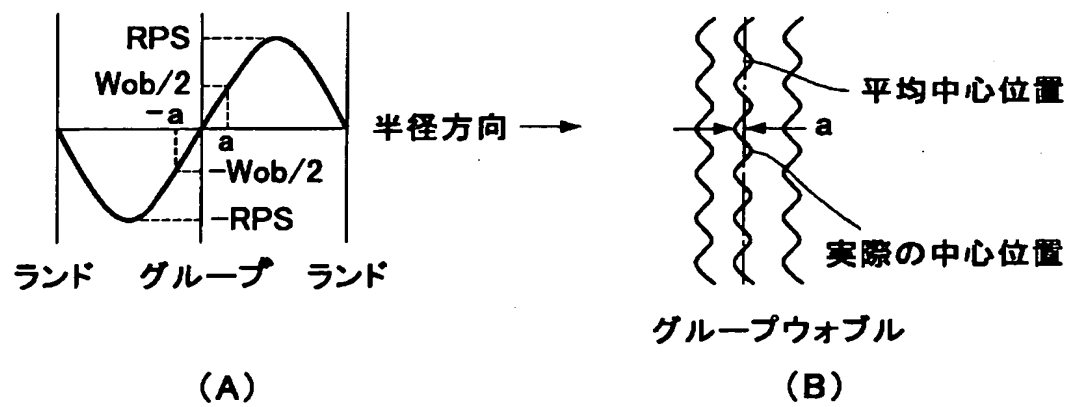 RPS
Wob/2
-a
a
-Wob/2
-RPS
ランド
グルーブ
ランド
半径方向
(A)
平均中心位置
a
実際の中心位置
グルーブウォブル
(B)